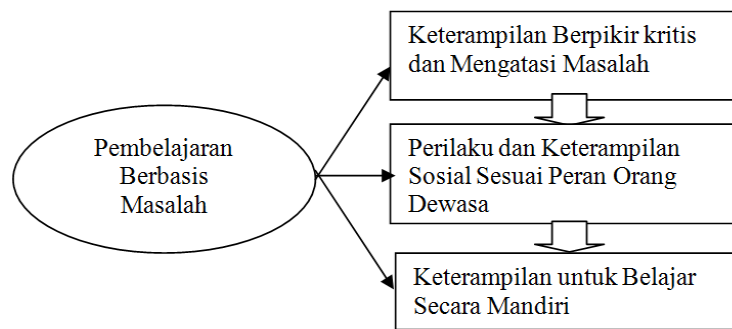 Pembelajaran
Berbasis
Masalah
Keterampilan Berpikir kritis
dan Mengatasi Masalah
Perilaku dan Keterampilan
Sosial Sesuai Peran Orang
Dewasa
Keterampilan untuk Belajar
Secara Mandiri